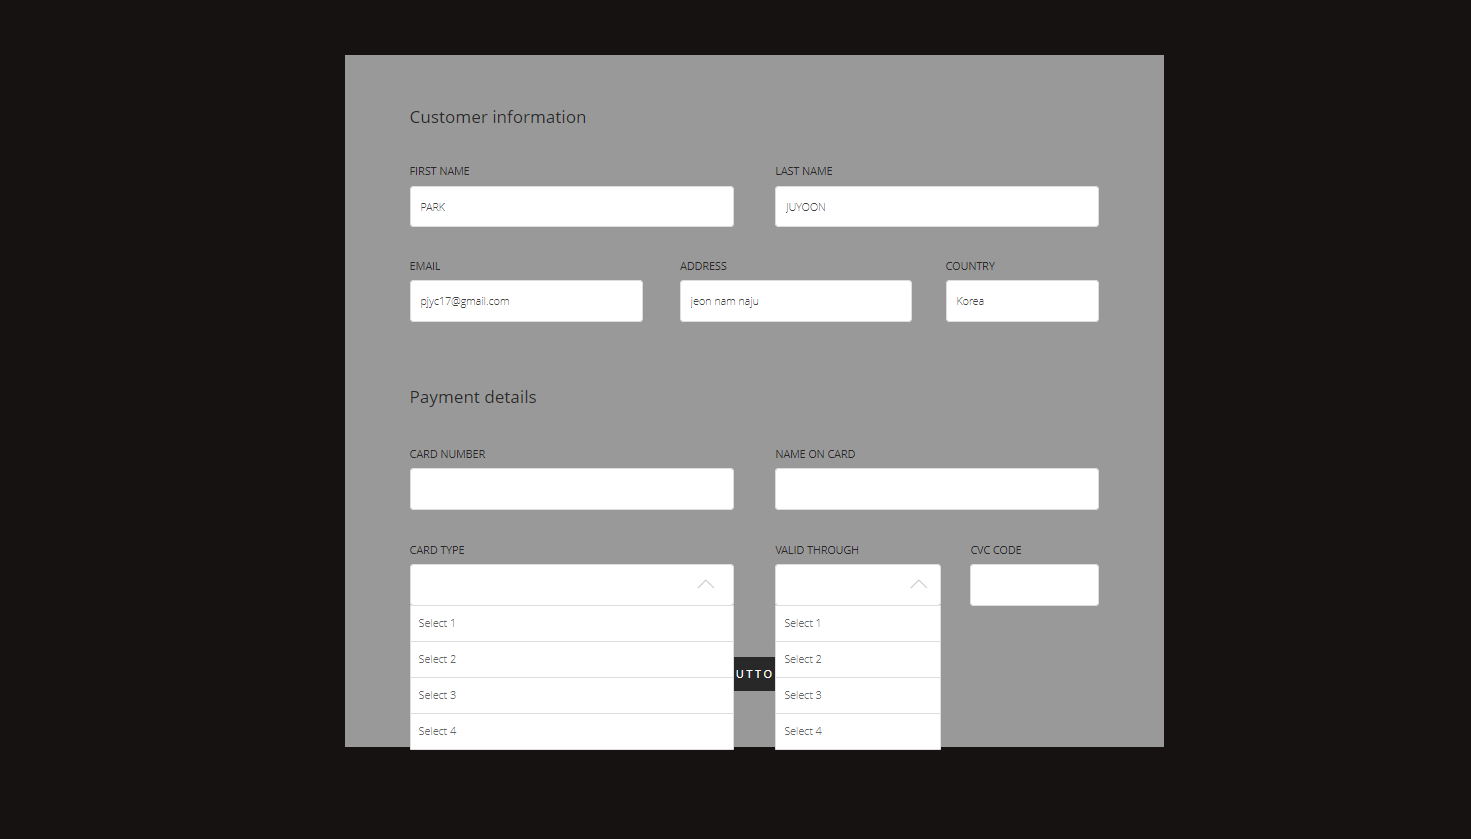 Customer information
FIRST NAME LAST NAME
PARK JUYOON
EMAIL ADDRESS COUNTRY
pjyc17@gmail.com jeon nam naju Korea
Payment details
CARD NUMBER NAME ON CARD
CARD TYPE VALID THROUGH CVC CODE
Select 1 Select 1
Select 2 Select 2
UTTO
Select 3 Select 3
Select 4 Select 4